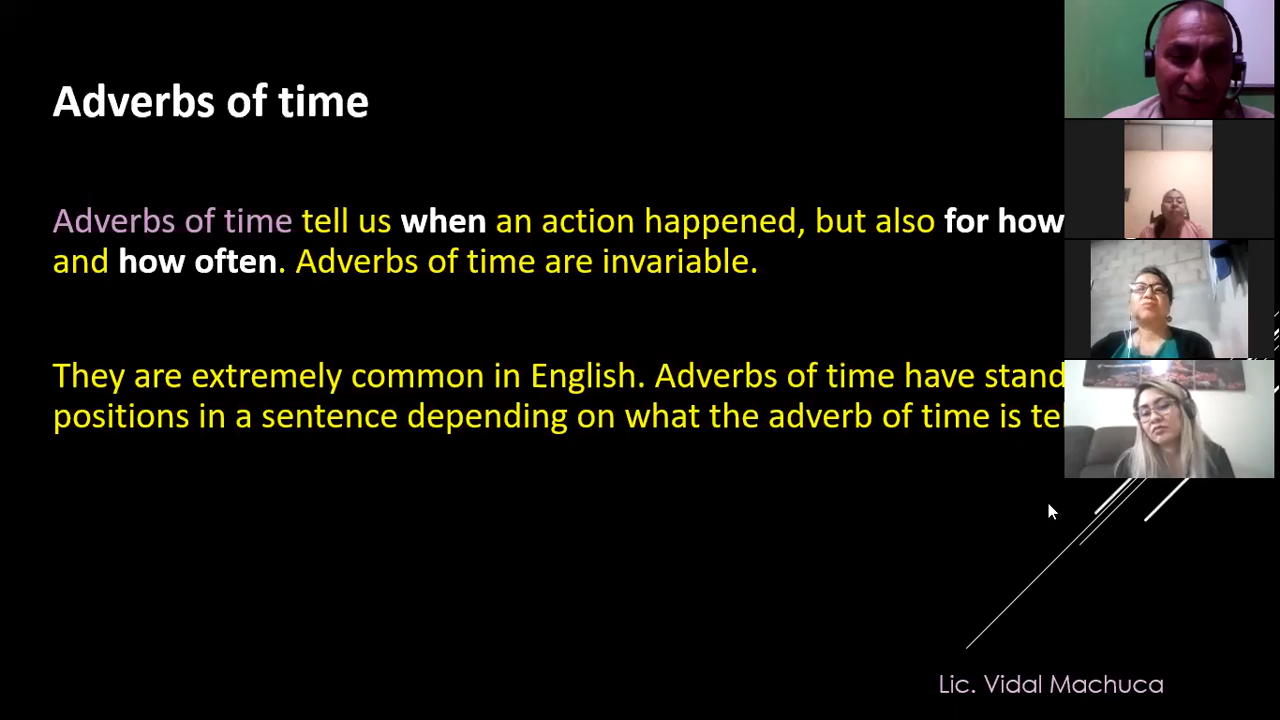 Adverbs of time
Adverbs of time tell us when an action happened, but also for how
and how often. Adverbs of time are invariable.
They are extremely common in English. Adverbs of time have
positions in a sentence depending on what the adverb of time is
Lic. Vidal Machuca